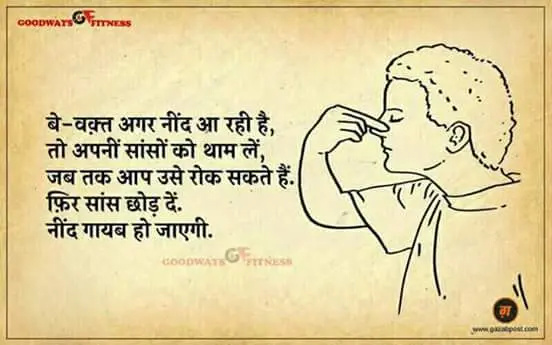 GOODWAYS GF FITNESS
बे-वक़्त अगर नींद आ रही है,
तो अपनीं सांसों को थाम लें,
जब तक आप उसे रोक सकते हैं.
फ़िर सांस छोड़ दें.
नींद गायब हो जाएगी.
GOODWAYS GF FITNESS
ग
www.gazabpost.com